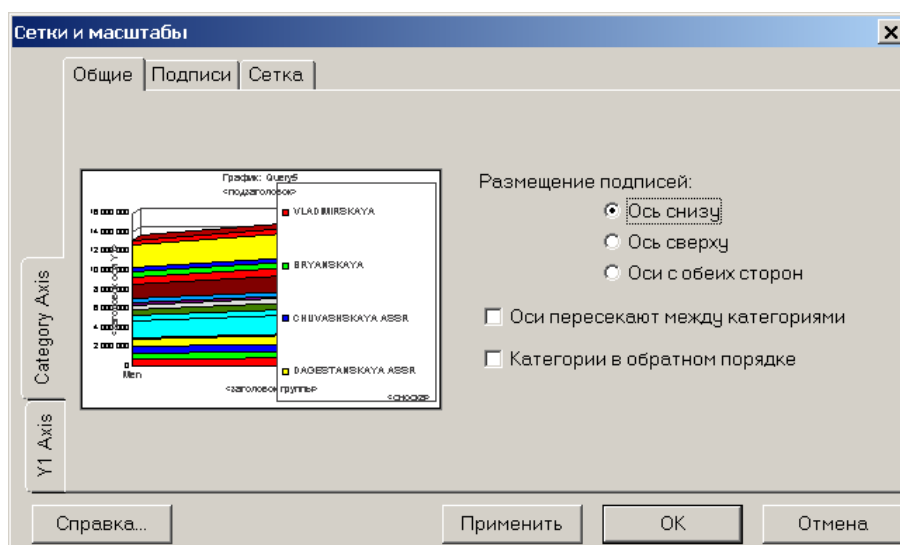 Сетки и масштабы
Общие
Подписи
Сетка
Category Axis
Y1 Axis
График: Query5
<подзаголовок>
16 000 000
14 000 000
12 000 000
10 000 000
8 000 000
6 000 000
4 000 000
2 000 000
0
Men
<заголовок группы>
<сноска>
VLADIMIRSKAYA
BRYANSKAYA
CHUVASHSKAYA ASSR
DAGESTANSKAYA ASSR
Размещение подписей:
Ось снизу
Ось сверху
Оси с обеих сторон
Оси пересекают между категориями
Категории в обратном порядке
Справка...
Применить
OK
Отмена